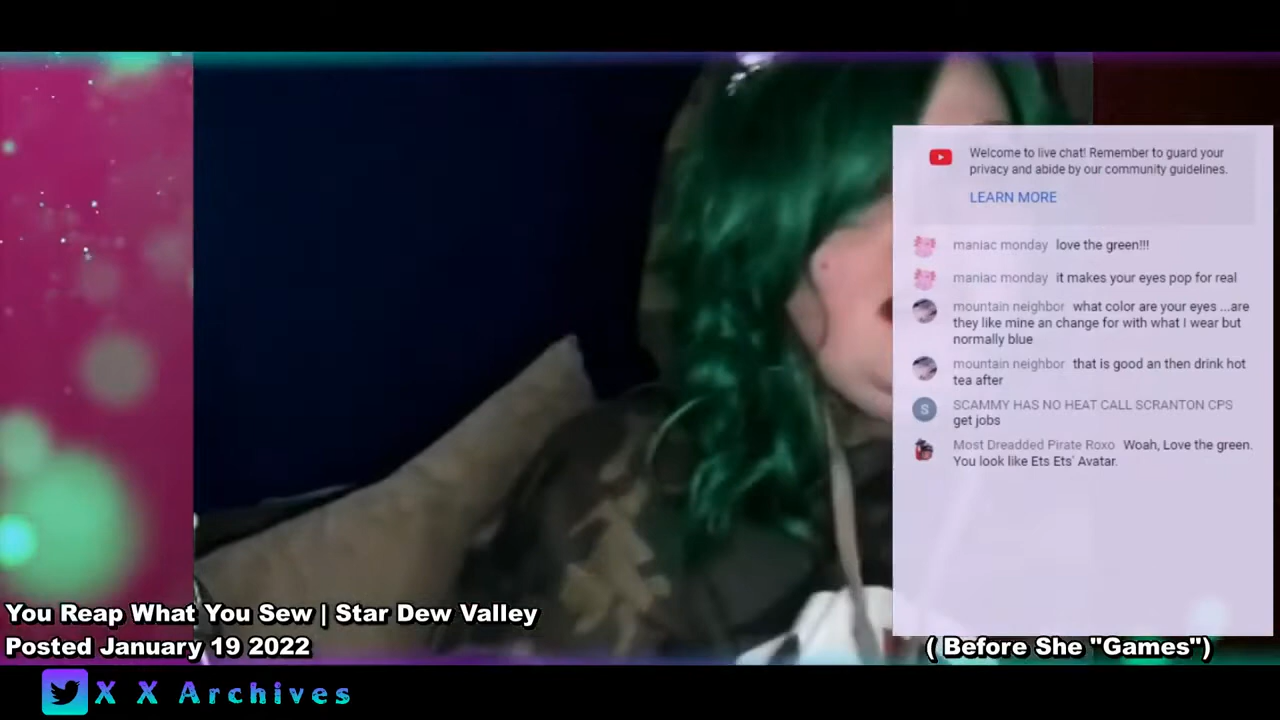 Welcome to live chat! Remember to guard your
privacy and abide by our community guidelines.
LEARN MORE
maniac monday love the green!!!
maniac monday it makes your eyes pop for real
mountain neighbor what color are your eyes ...are
they like mine an change for with what I wear but
normally blue
mountain neighbor that is good an then drink hot
tea after
S SCAMMY HAS NO HEAT CALL SCRANTON CPS
get jobs
Most Dreadded Pirate Roxo Woah, Love the green.
You look like Ets Ets' Avatar.
You Reap What You Sew | Star Dew Valley
Posted January 19 2022
( Before She "Games")
X X Archives